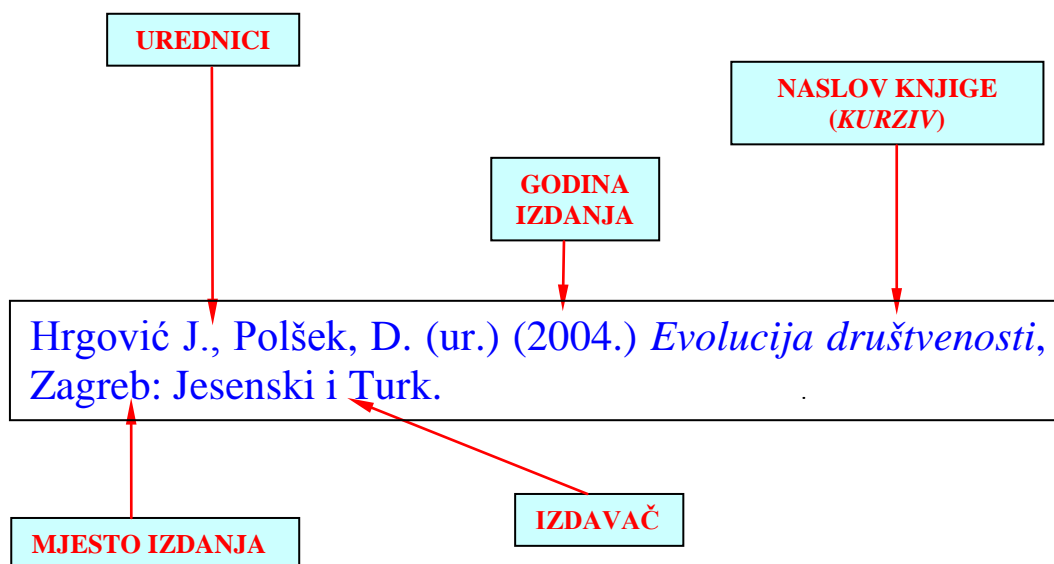 UREDNICI
NASLOV KNJIGE
(KURZIV)
GODINA
IZDANJA
Hrgović J., Polšek, D. (ur.) (2004.) Evolucija društvenosti,
Zagreb: Jesenski i Turk.
.
IZDAVAČ
MJESTO IZDANJA